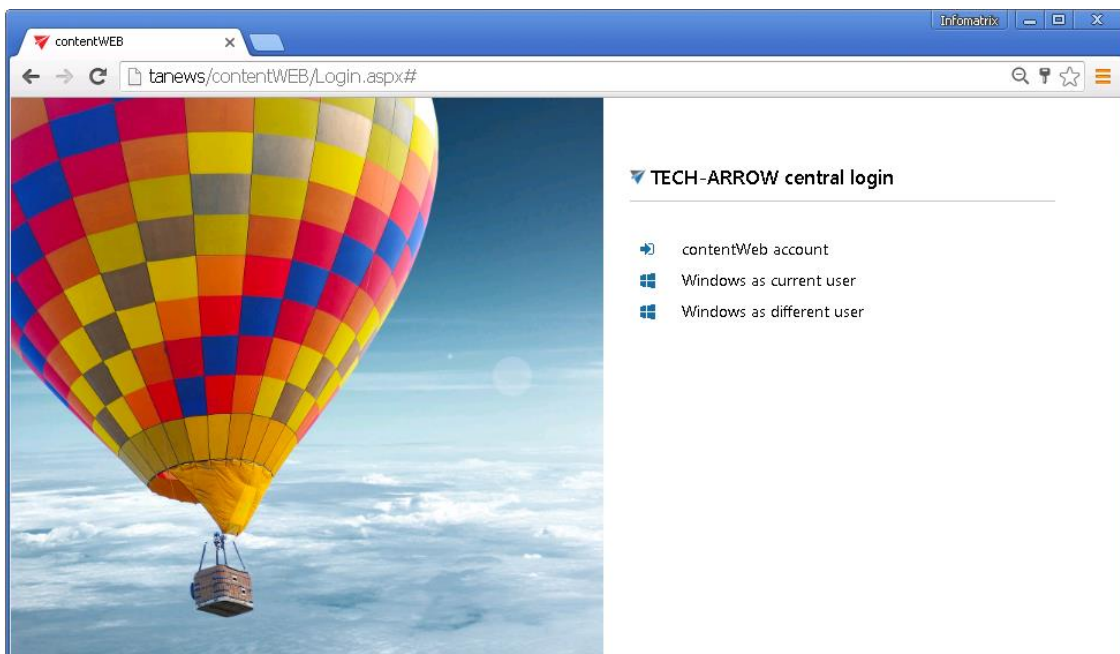 Infomatrix
contentWEB
tanews/contentWEB/Login.aspx#
TECH-ARROW central login
contentWeb account
Windows as current user
Windows as different user